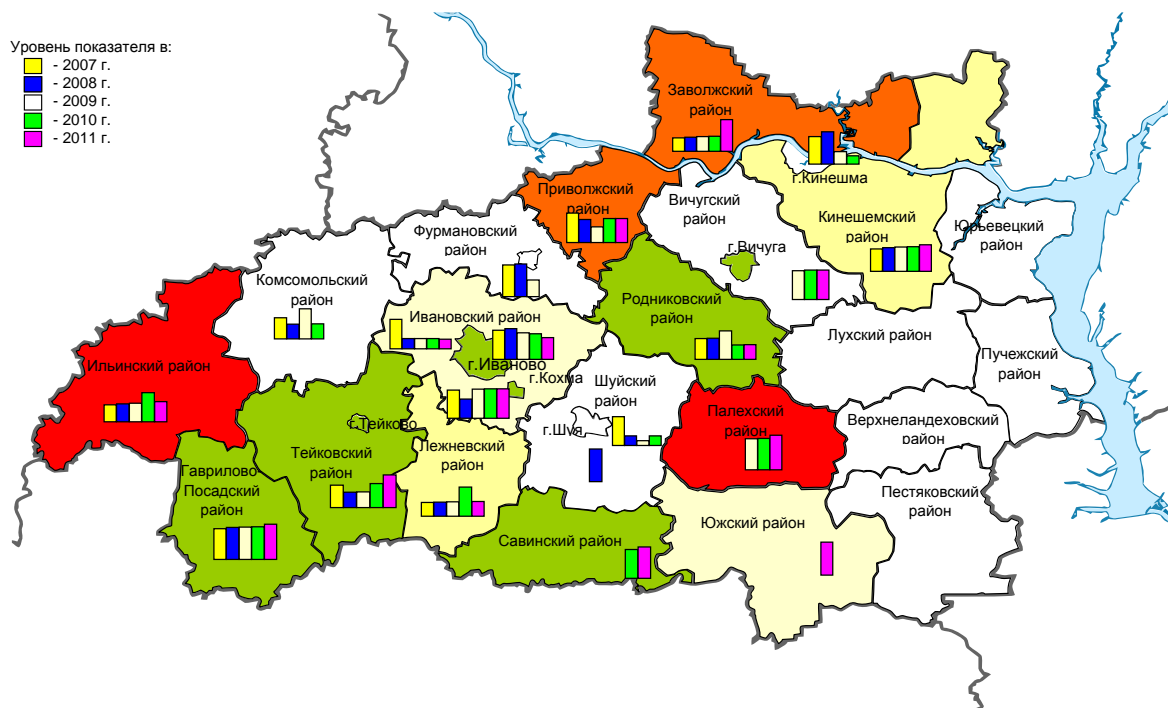 Уровень показателя в:
- 2007 г.
- 2008 г.
- 2009 г.
- 2010 г.
- 2011 г.
Заволжский
район
г.Кинешма
Приволжский
район
Вичугский
район
Кинешемский
район
Юрьевецкий
район
Фурмановский
район
г.Вичуга
Комсомольский
район
Родниковский
район
Ивановский район
Лухский район
Пучежский
район
Ильинский район
г.Иваново
г.Кохма
Шуйский
район
Палехский
район
Верхнеландеховский
район
г.Тейково
г.Шуя
Тейковский
район
Лежневский
район
Гаврилово-
Посадский
район
Пестяковский
район
Южский район
Савинский район